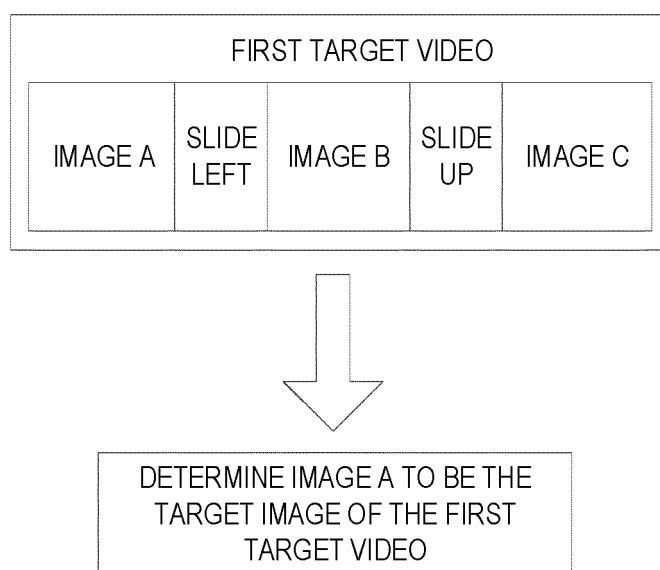 FIRST TARGET VIDEO
IMAGE A
SLIDE
LEFT
IMAGE B
SLIDE
UP
IMAGE C
DETERMINE IMAGE A TO BE THE
TARGET IMAGE OF THE FIRST
TARGET VIDEO